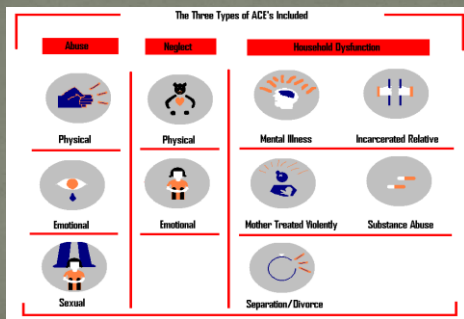 The Three Types of ACE's Included
Abuse
Neglect
Household Dysfunction
Physical
Physical
Mental Illness
Incarcerated Relative
Emotional
Emotional
Mother Treated Violently
Substance Abuse
Sexual
Separation/Divorce